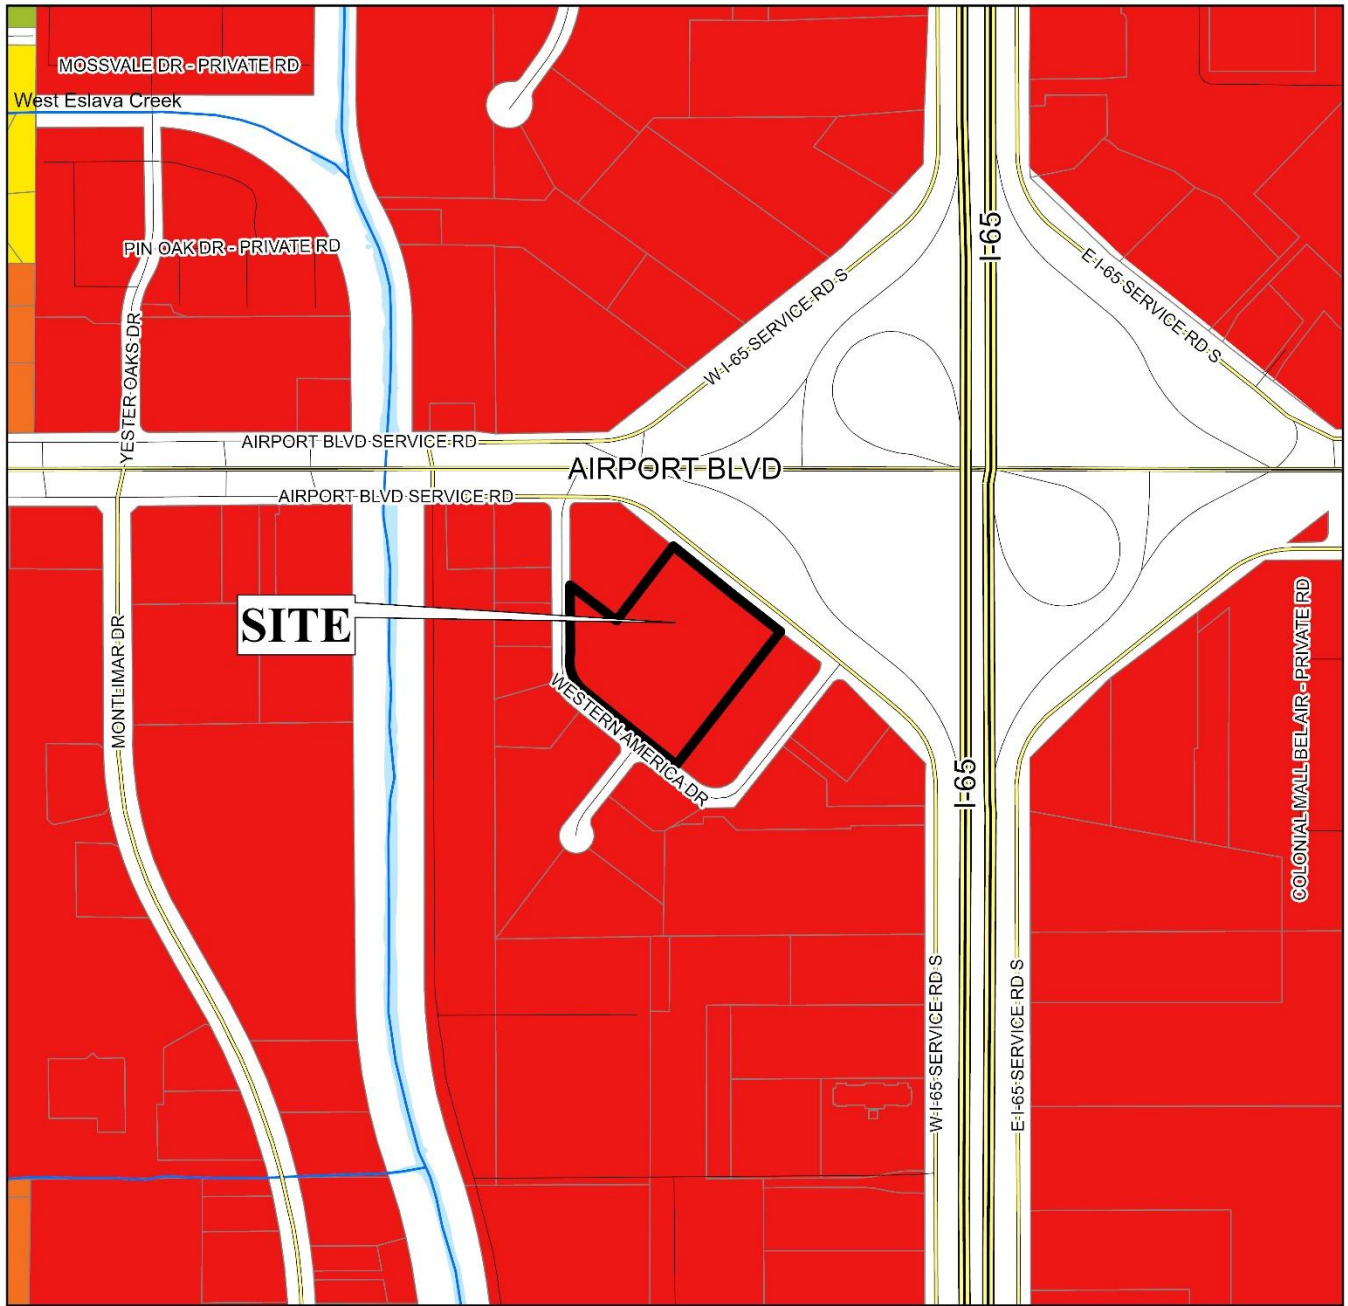 MOSSVALE DR - PRIVATE RD
West Eslava Creek
I-65
PIN OAK DR - PRIVATE RD
E I-65 SERVICE RD S
W I-65 SERVICE RD S
YESTER OAKS DR
AIRPORT BLVD SERVICE RD
AIRPORT BLVD
AIRPORT BLVD SERVICE RD
SITE
MONTLIMAR DR
WESTERN AMERICA DR
COLONIAL MALL BELAIR - PRIVATE RD
I-65
W I-65 SERVICE RD S
E I-65 SERVICE RD S